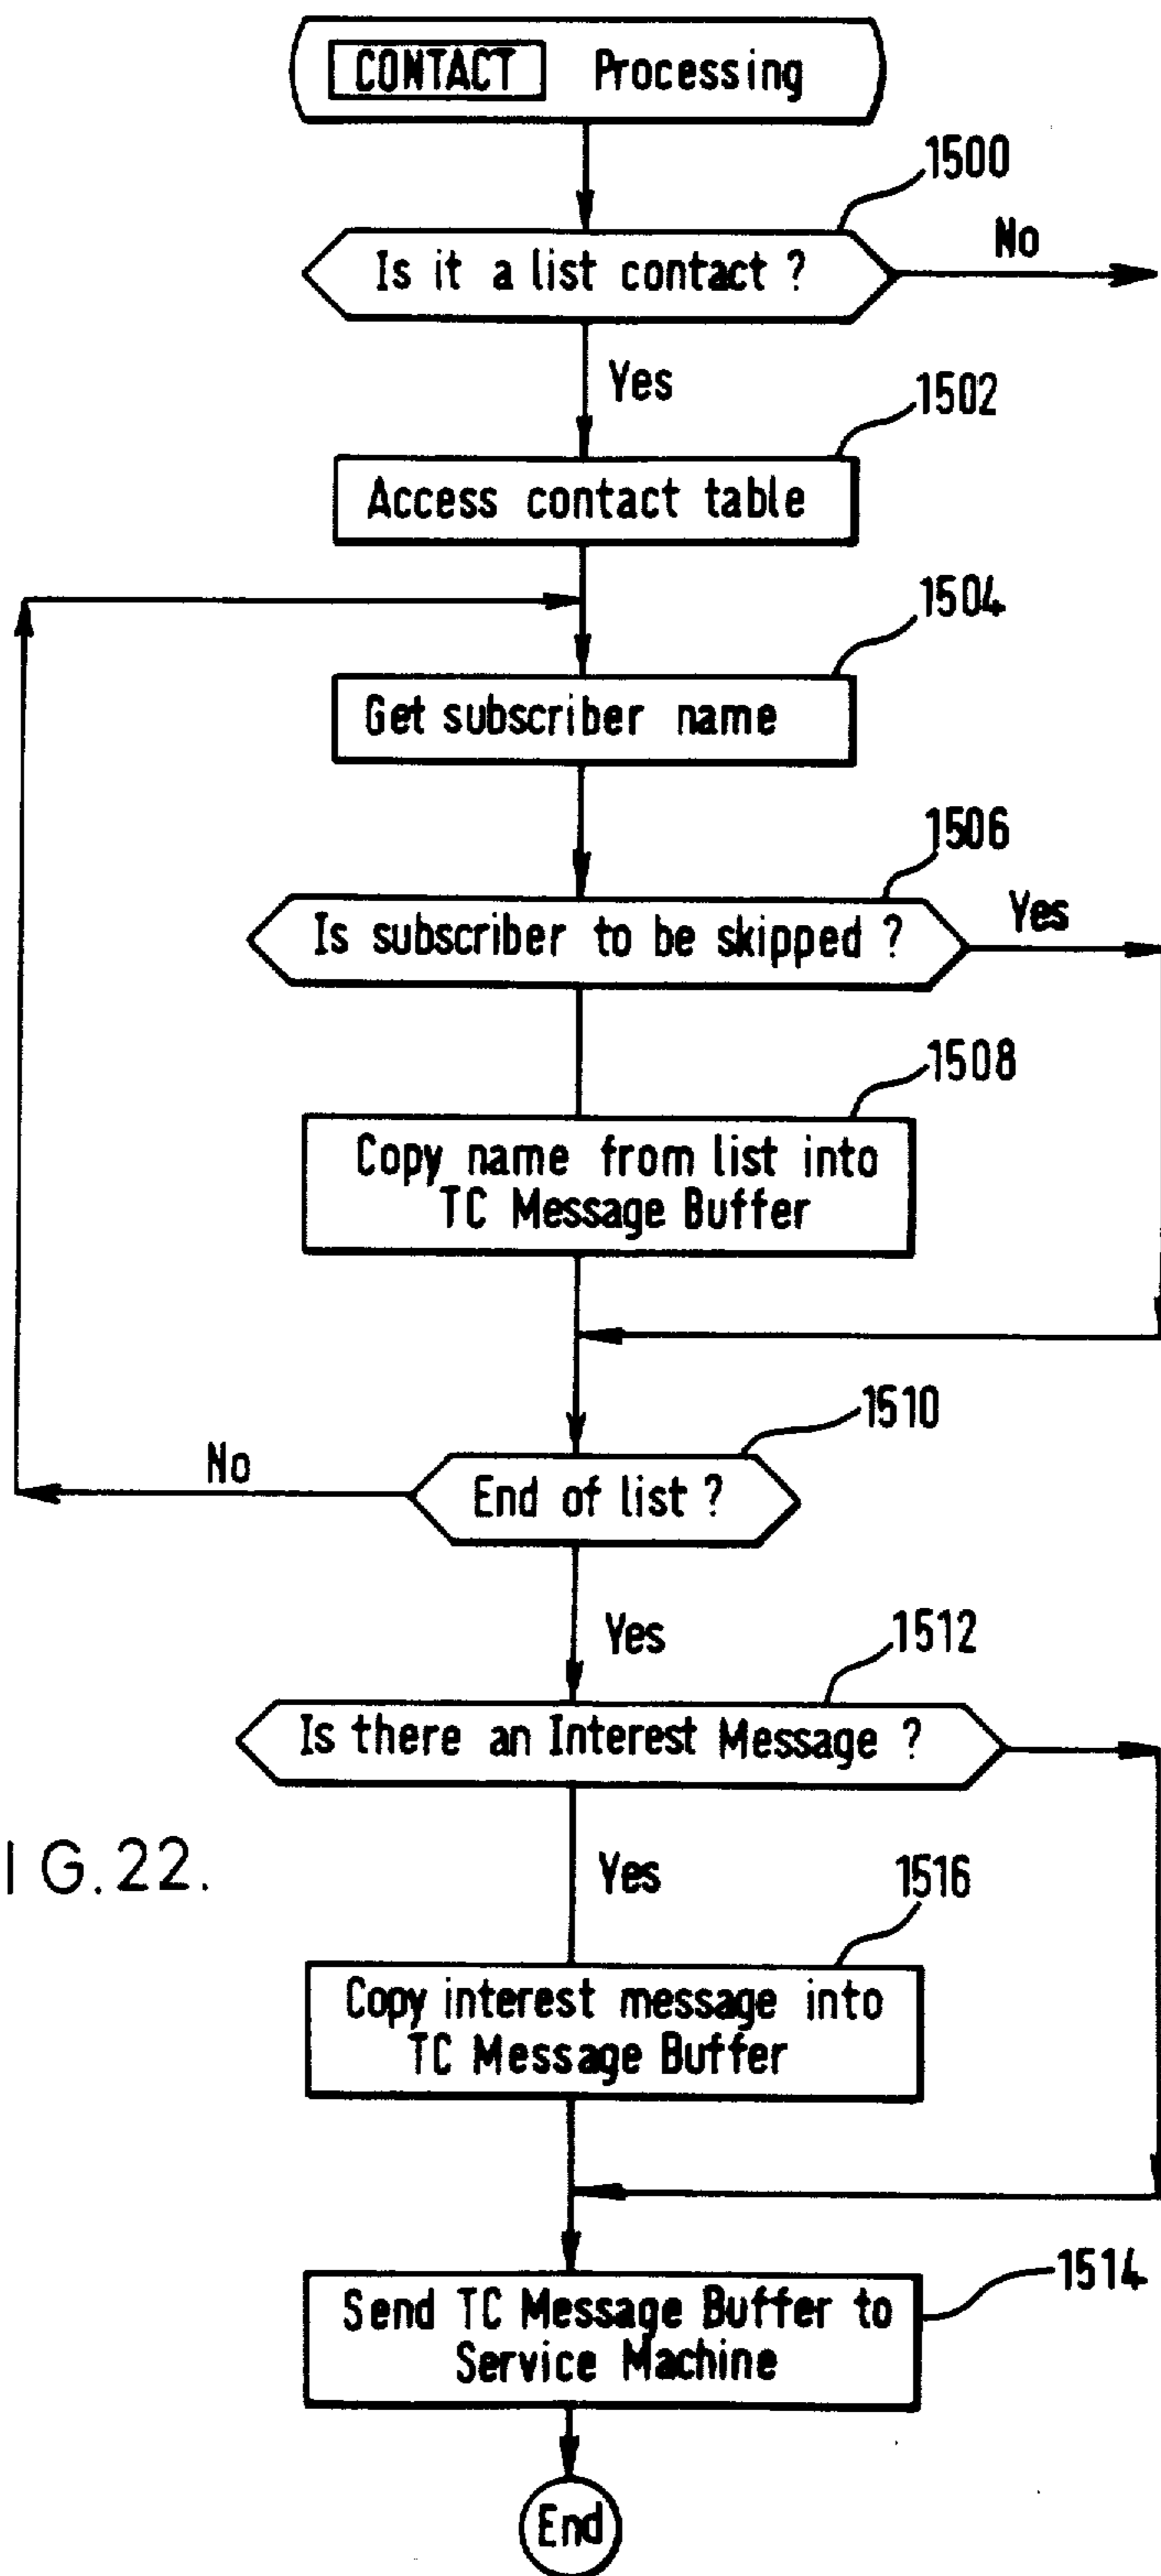 CONTACT Processing
1500
Is it a list contact ?
No
Yes
1502
Access contact table
1504
Get subscriber name
1506
Is subscriber to be skipped ?
Yes
1508
Copy name from list into
TC Message Buffer
1510
No
End of list ?
Yes
1512
Is there an Interest Message ?
I G.22.
Yes
1516
Copy interest message into
TC Message Buffer
1514
Send TC Message Buffer to
Service Machine
End